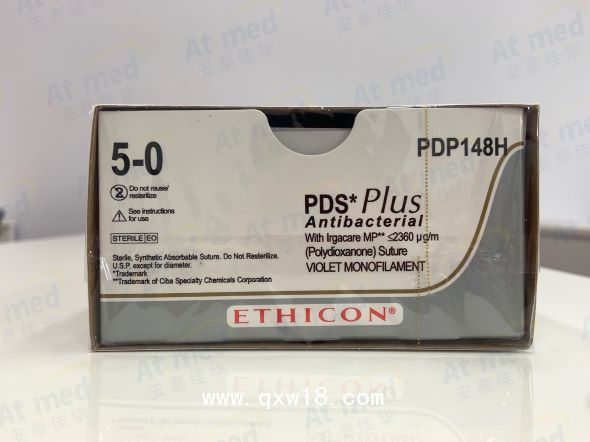 5-0
PDP148H
Do not reuse/
resterilize
See instructions
for use
STERILE EO
PDS* Plus
Antibacterial
With Irgacare MP** ≤2360 µg/m
(Polydioxanone) Suture
VIOLET MONOFILAMENT
Sterile, Synthetic Absorbable Suture. Do Not Resterilize.
U.S.P. except for diameter.
*Trademark
**Trademark of Ciba Specialty Chemicals Corporation
ETHICON®
www.qxw18.com
At med
安泰佳华